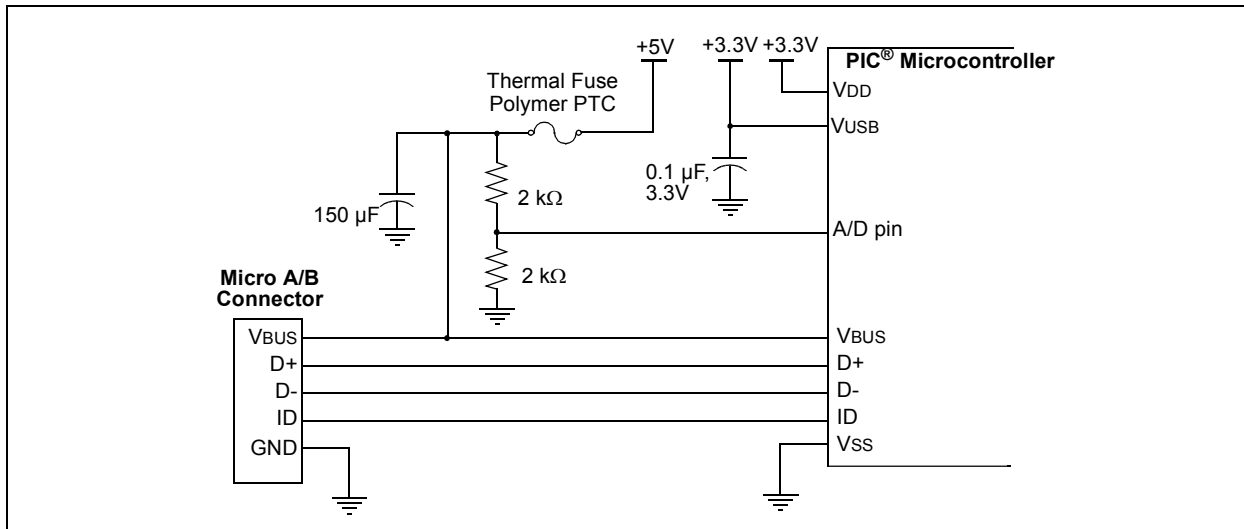 +5V
+3.3V
+3.3V
PIC® Microcontroller
Thermal Fuse
Polymer PTC
VDD
VUSB
0.1 µF,
3.3V
2 kΩ
150 µF
A/D pin
2 kΩ
Micro A/B
Connector
VBUS
D+
D-
ID
GND
VBUS
D+
D-
ID
VSS